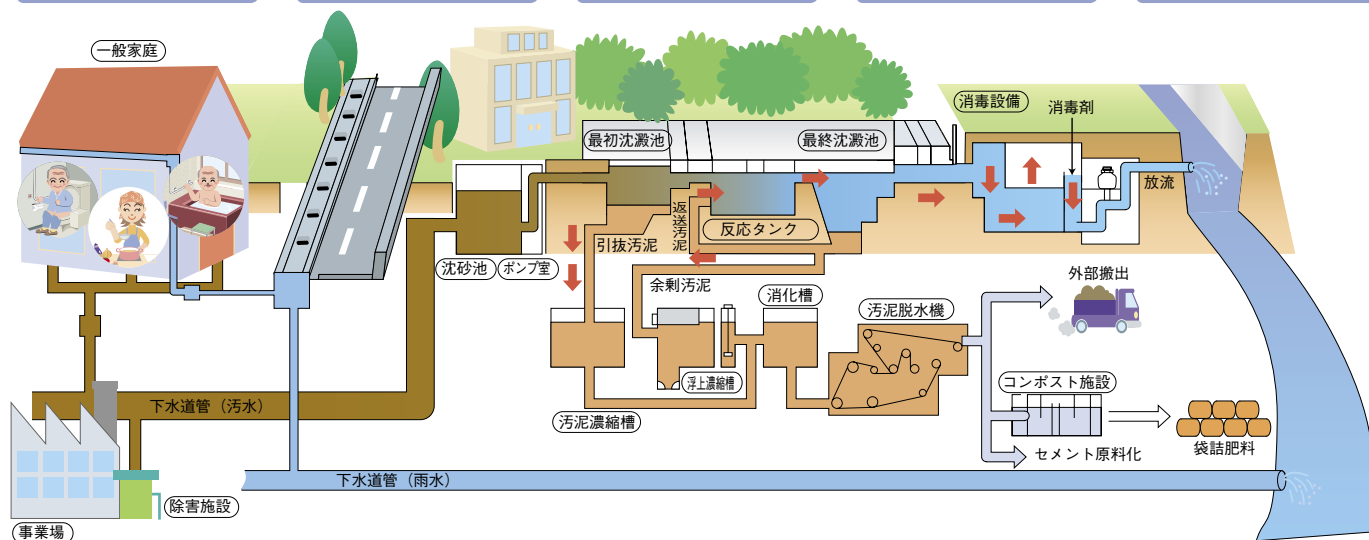 一般家庭
最初沈澱池
最終沈澱池
消毒設備
消毒剤
放流
返送汚泥
反応タンク
引抜汚泥
沈砂池
ポンプ室
余剰汚泥
消化槽
汚泥脱水機
外部搬出
浮上濃縮槽
コンポスト施設
下水道管（汚水）
汚泥濃縮槽
袋詰肥料
セメント原料化
下水道管（雨水）
除害施設
事業場